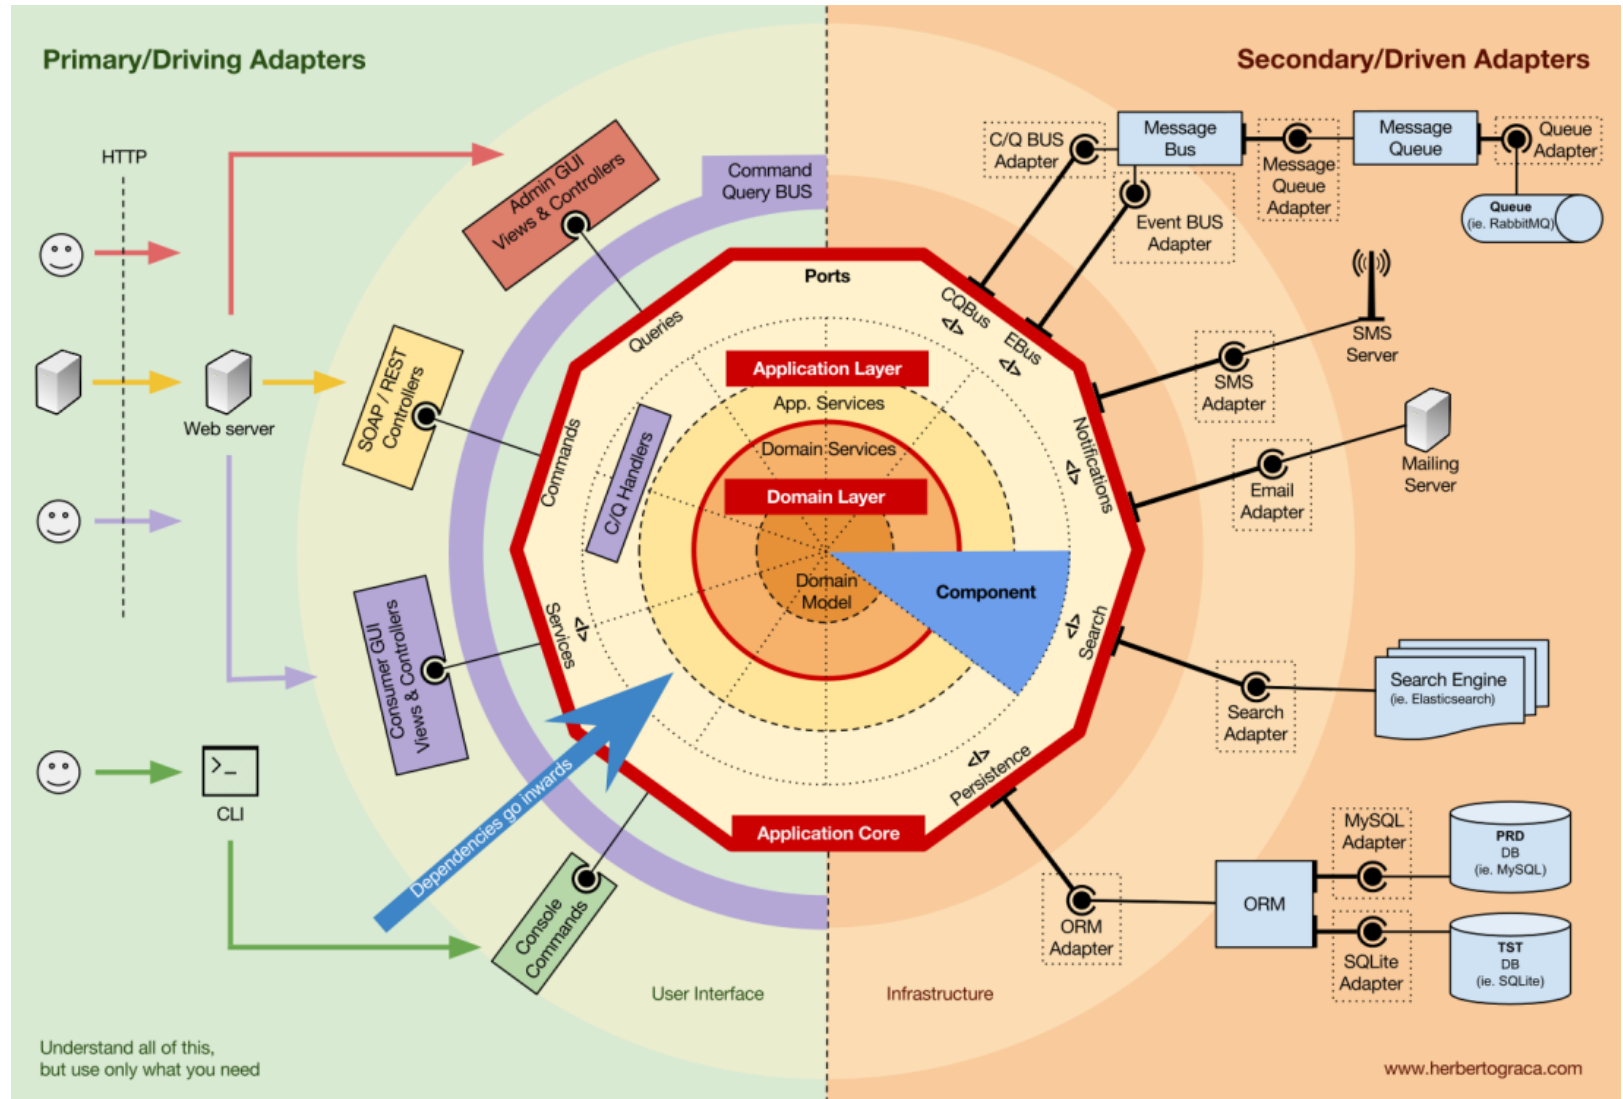 Primary/Driving Adapters
Secondary/Driven Adapters
HTTP
Web server
CLI
Admin GUI
Views & Controllers
SOAP / REST
Controllers
Consumer GUI
Views & Controllers
Console
Commands
Command
Query BUS
Dependencies go inwards
Ports
Queries
Commands
Services
</>
C/Q Handlers
Application Layer
App. Services
Domain Services
Domain Layer
Domain
Model
Component
Application Core
CQBus
</>
EBus
</>
Notifications
</>
Search
</>
Persistence
</>
C/Q BUS
Adapter
Message
Bus
Event BUS
Adapter
Message
Queue
Adapter
Message
Queue
Queue
Adapter
Queue
(ie. RabbitMQ)
SMS
Adapter
SMS
Server
Email
Adapter
Mailing
Server
Search
Adapter
Search Engine
(ie. Elasticsearch)
ORM
Adapter
ORM
MySQL
Adapter
PRD
DB
(ie. MySQL)
SQLite
Adapter
TST
DB
(ie. SQLite)
User Interface
Infrastructure
Understand all of this,
but use only what you need
www.herbertograca.com